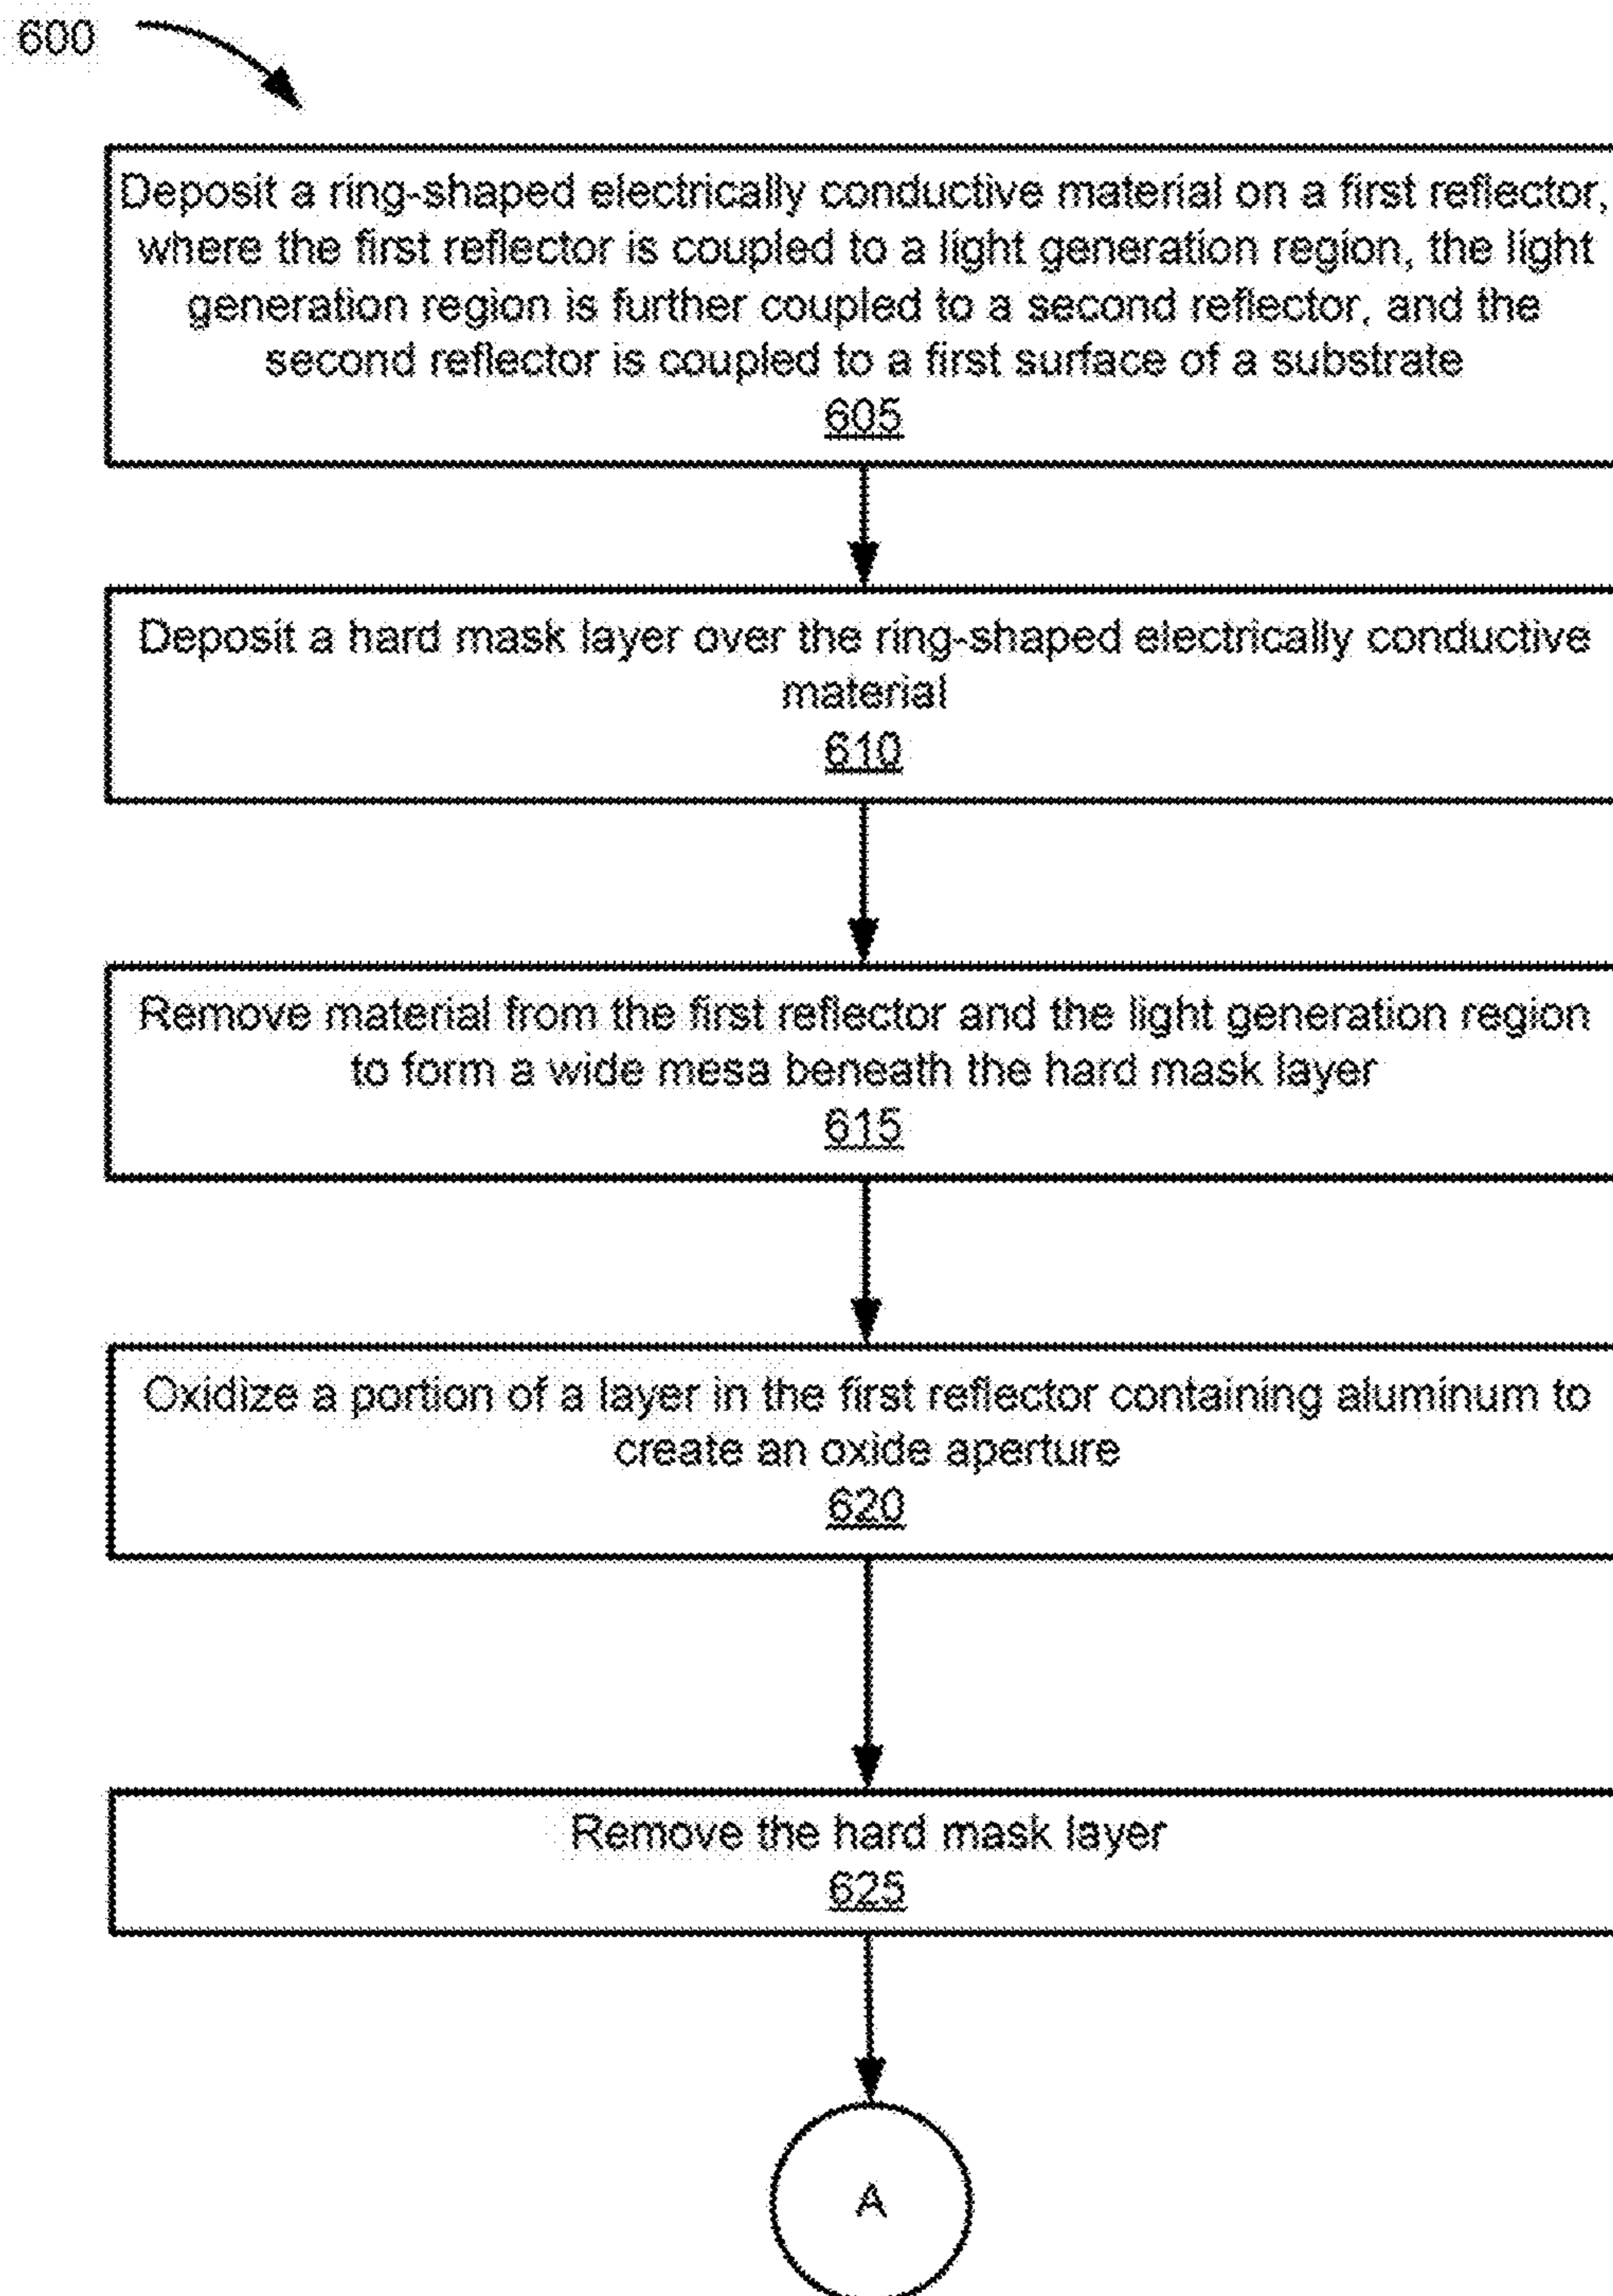 600
Deposit a ring-shaped electrically conductive material on a first reflector,
where the first reflector is coupled to a light generation region, the light
generation region is further coupled to a second reflector, and the
second reflector is coupled to a first surface of a substrate
605
Deposit a hard mask layer over the ring-shaped electrically conductive
material
610
Remove material from the first reflector and the light generation region
to form a wide mesa beneath the hard mask layer
615
Oxidize a portion of a layer in the first reflector containing aluminum to
create an oxide aperture
620
Remove the hard mask layer
625
A